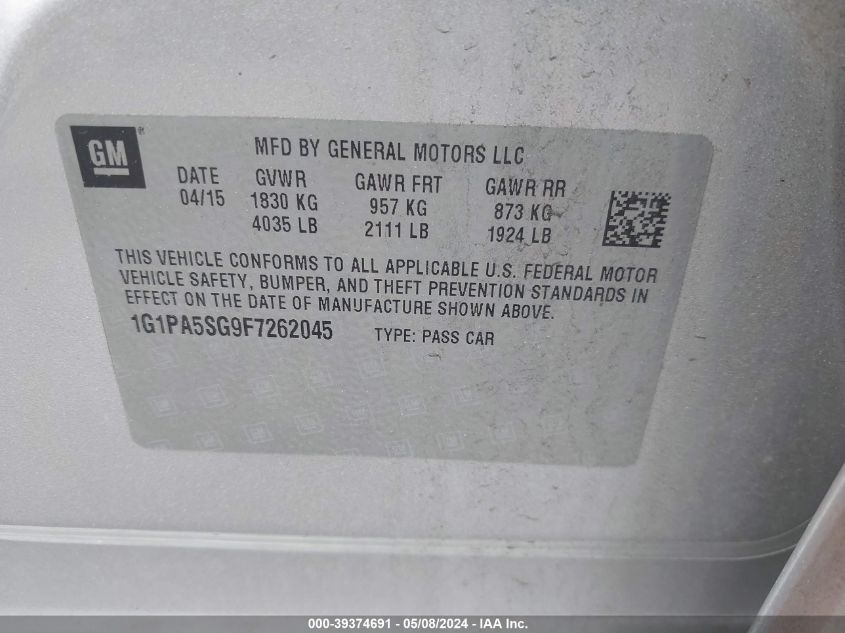 GM
MFD BY GENERAL MOTORS LLC
DATE GVWR GAWR FRT GAWR RR
04/15 1830 KG 957 KG 873 KG
4035 LB 2111 LB 1924 LB
THIS VEHICLE CONFORMS TO ALL APPLICABLE U.S. FEDERAL MOTOR
VEHICLE SAFETY, BUMPER, AND THEFT PREVENTION STANDARDS IN
EFFECT ON THE DATE OF MANUFACTURE SHOWN ABOVE.
1G1PA5SG9F7262045 TYPE: PASS CAR
000-39374691 - 05/08/2024 - IAA Inc.